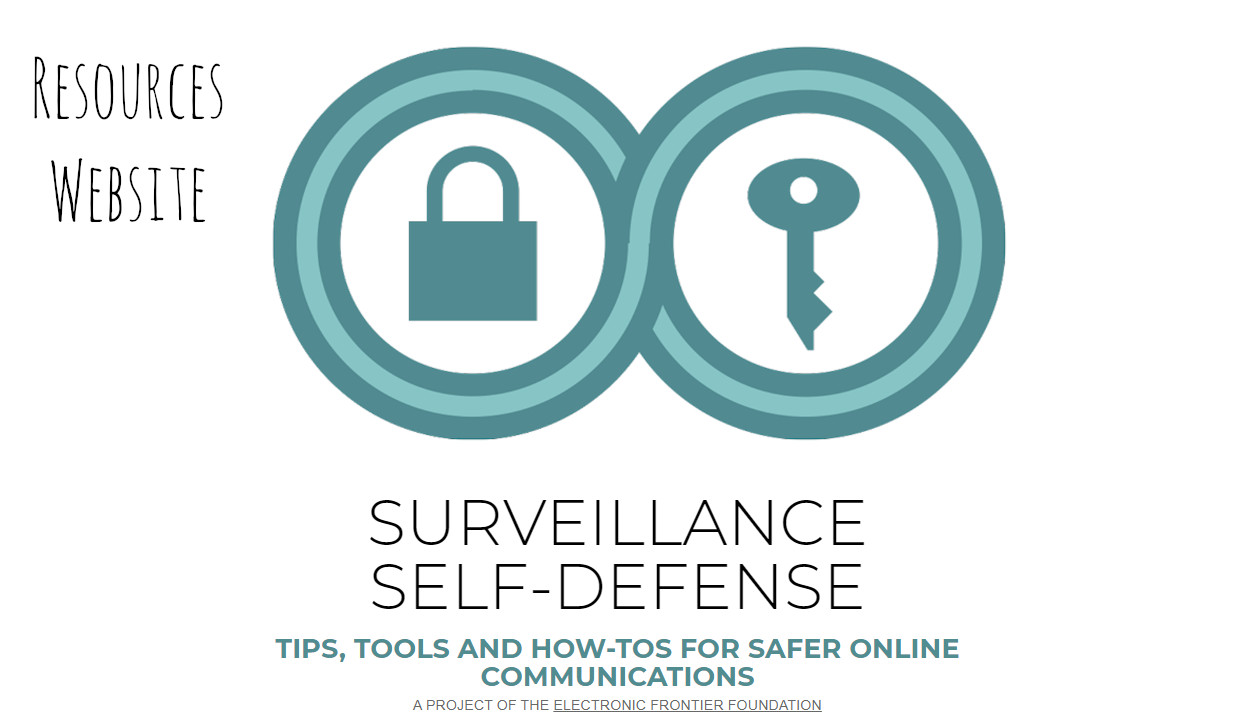 Resources
Website
SURVEILLANCE
SELF-DEFENSE
TIPS, TOOLS AND HOW-TOS FOR SAFER ONLINE
COMMUNICATIONS
A PROJECT OF THE ELECTRONIC FRONTIER FOUNDATION